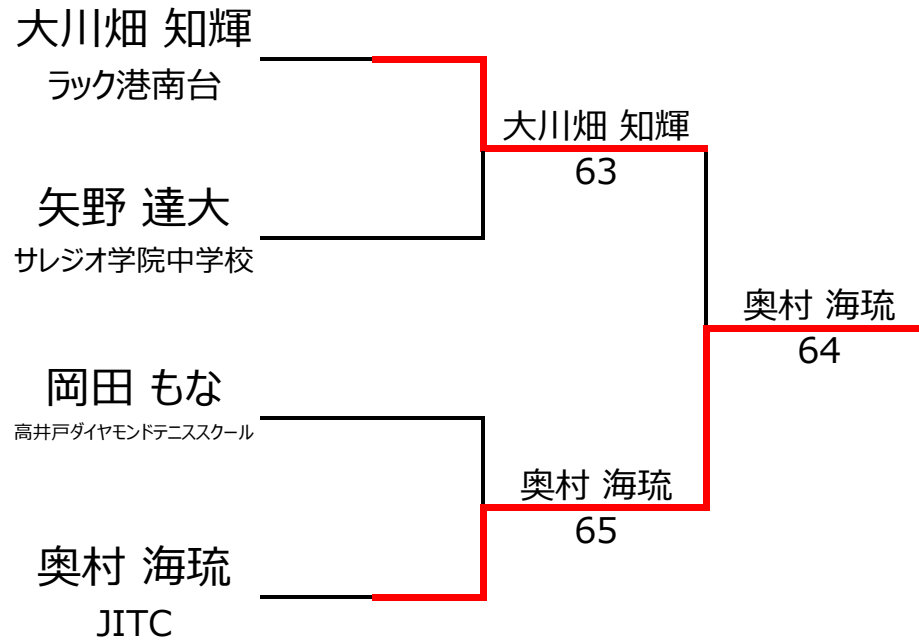 大川畑 知輝
ラック港南台
大川畑 知輝
63
矢野 達大
サレジオ学院中学校
奥村 海琉
64
岡田 もな
高井戸ダイヤモンドテニススクール
奥村 海琉
65
奥村 海琉
JITC